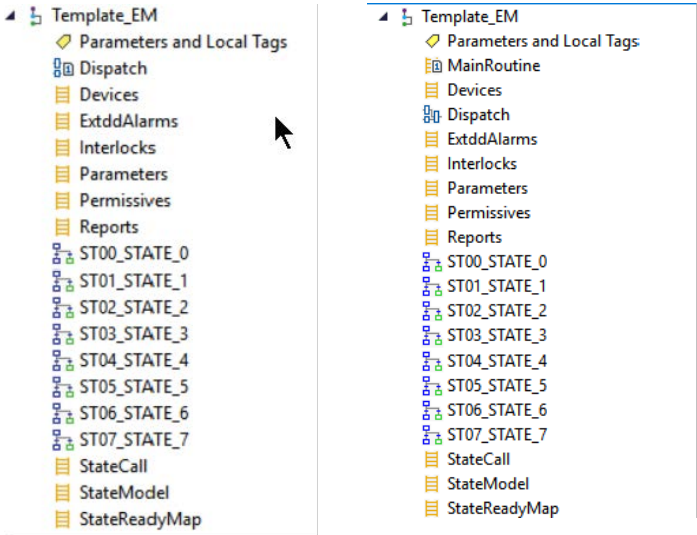 Template_EM
Parameters and Local Tags
Dispatch
Devices
ExtddAlarms
Interlocks
Parameters
Permissives
Reports
ST00_STATE_0
ST01_STATE_1
ST02_STATE_2
ST03_STATE_3
ST04_STATE_4
ST05_STATE_5
ST06_STATE_6
ST07_STATE_7
StateCall
StateModel
StateReadyMap
Template_EM
Parameters and Local Tags
MainRoutine
Devices
Dispatch
ExtddAlarms
Interlocks
Parameters
Permissives
Reports
ST00_STATE_0
ST01_STATE_1
ST02_STATE_2
ST03_STATE_3
ST04_STATE_4
ST05_STATE_5
ST06_STATE_6
ST07_STATE_7
StateCall
StateModel
StateReadyMap